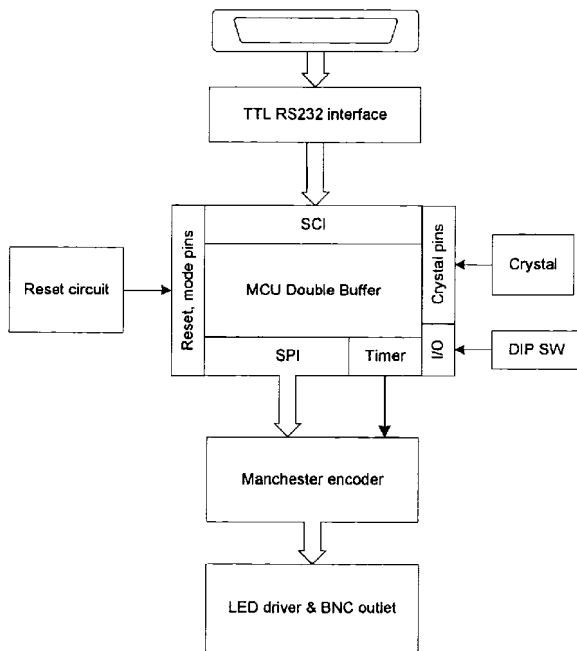 TTL RS232 interface
SCI
Reset, mode pins
Crystal pins
Reset circuit
MCU Double Buffer
Crystal
I/O
DIP SW
SPI
Timer
Manchester encoder
LED driver & BNC outlet